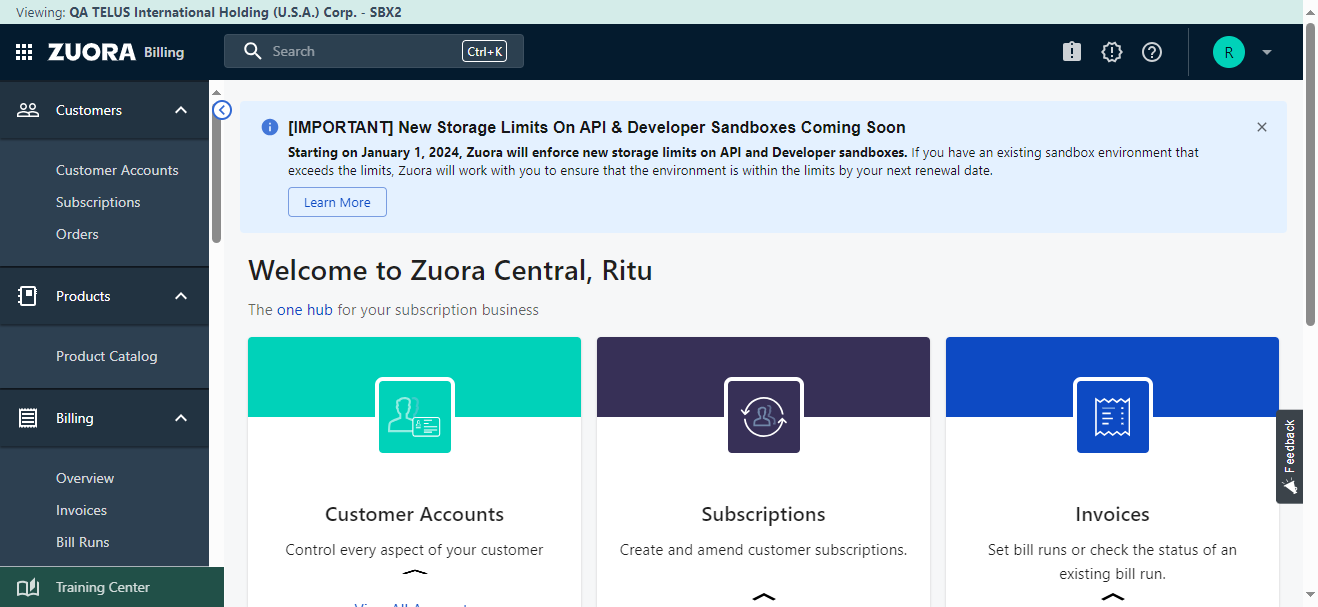 Viewing: QA TELUS International Holding (U.S.A.) Corp. - SBX2
ZUORA Billing
Search Ctrl+K
R
Customers
Customer Accounts
Subscriptions
Orders
Products
Product Catalog
Billing
Overview
Invoices
Bill Runs
Training Center
[IMPORTANT] New Storage Limits On API & Developer Sandboxes Coming Soon
Starting on January 1, 2024, Zuora will enforce new storage limits on API and Developer sandboxes. If you have an existing sandbox environment that
exceeds the limits, Zuora will work with you to ensure that the environment is within the limits by your next renewal date.
Learn More
Welcome to Zuora Central, Ritu
The one hub for your subscription business
Customer Accounts
Control every aspect of your customer
Subscriptions
Create and amend customer subscriptions.
Invoices
Set bill runs or check the status of an
existing bill run.
Feedback